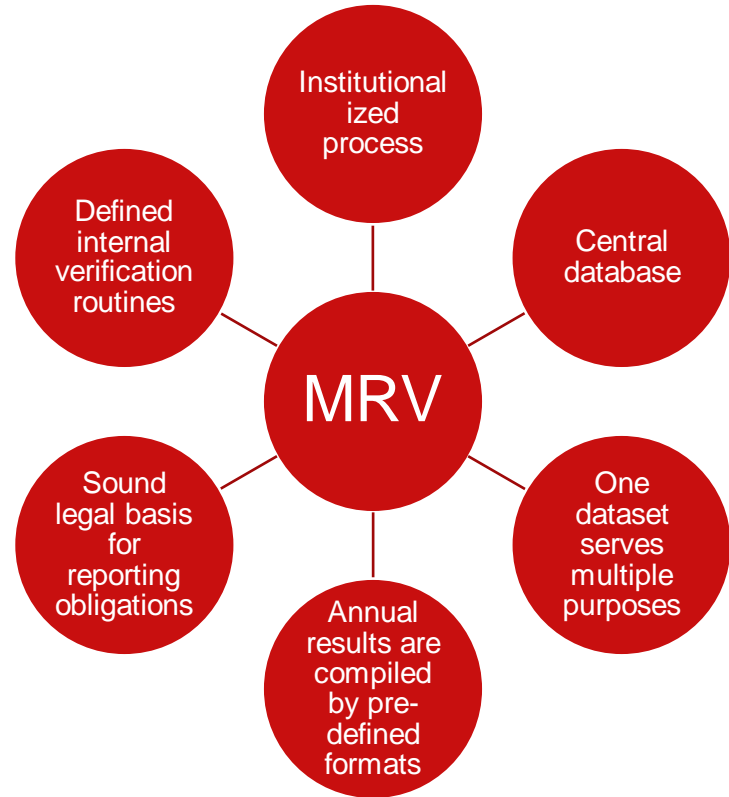 Institutional
ized
process
Central
database
One
dataset
serves
multiple
purposes
Annual
results are
compiled
by pre-
defined
formats
Sound
legal basis
for
reporting
obligations
Defined
internal
verification
routines
MRV